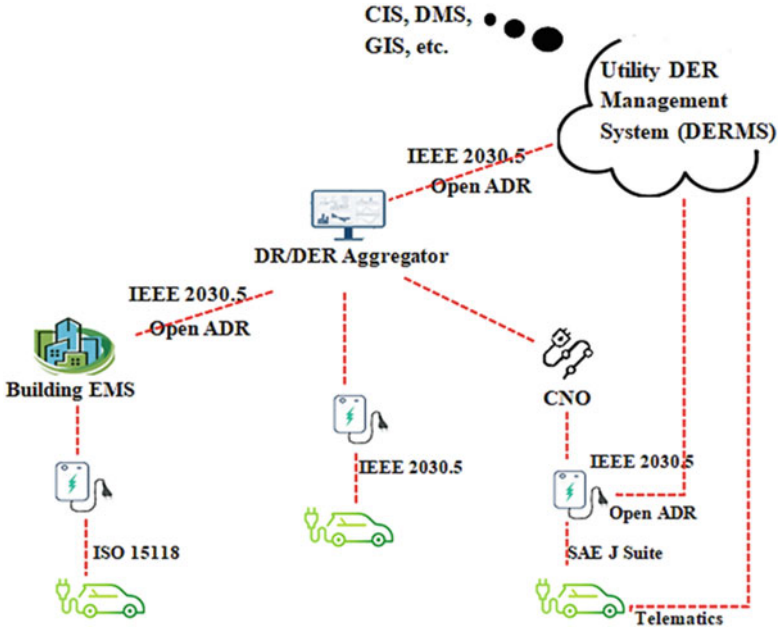 CIS, DMS,
GIS, etc.
Utility DER
Management
System (DERMS)
IEEE 2030.5
Open ADR
DR/DER Aggregator
IEEE 2030.5
Open ADR
Building EMS
CNO
IEEE 2030.5
IEEE 2030.5
Open ADR
ISO 15118
SAE J Suite
Telematics